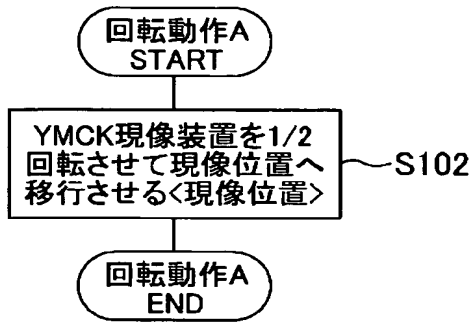 回転動作A
START
YMCK現像装置を1/2
回転させて現像位置へ
移行させる<現像位置>
S102
回転動作A
END